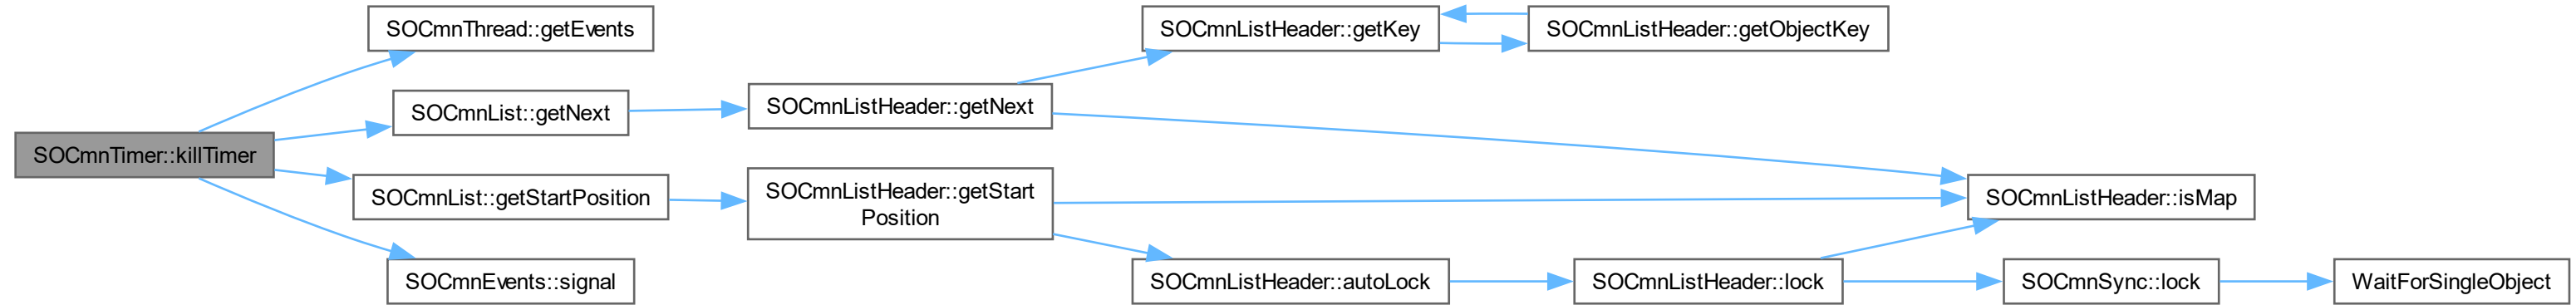 SOCmnTimer::killTimer
SOCmnThread::getEvents
SOCmnList::getNext
SOCmnListHeader::getNext
SOCmnListHeader::getKey
SOCmnListHeader::getObjectKey
SOCmnListHeader::isMap
SOCmnList::getStartPosition
SOCmnListHeader::getStart
Position
SOCmnListHeader::autoLock
SOCmnListHeader::lock
SOCmnSync::lock
WaitForSingleObject
SOCmnEvents::signal